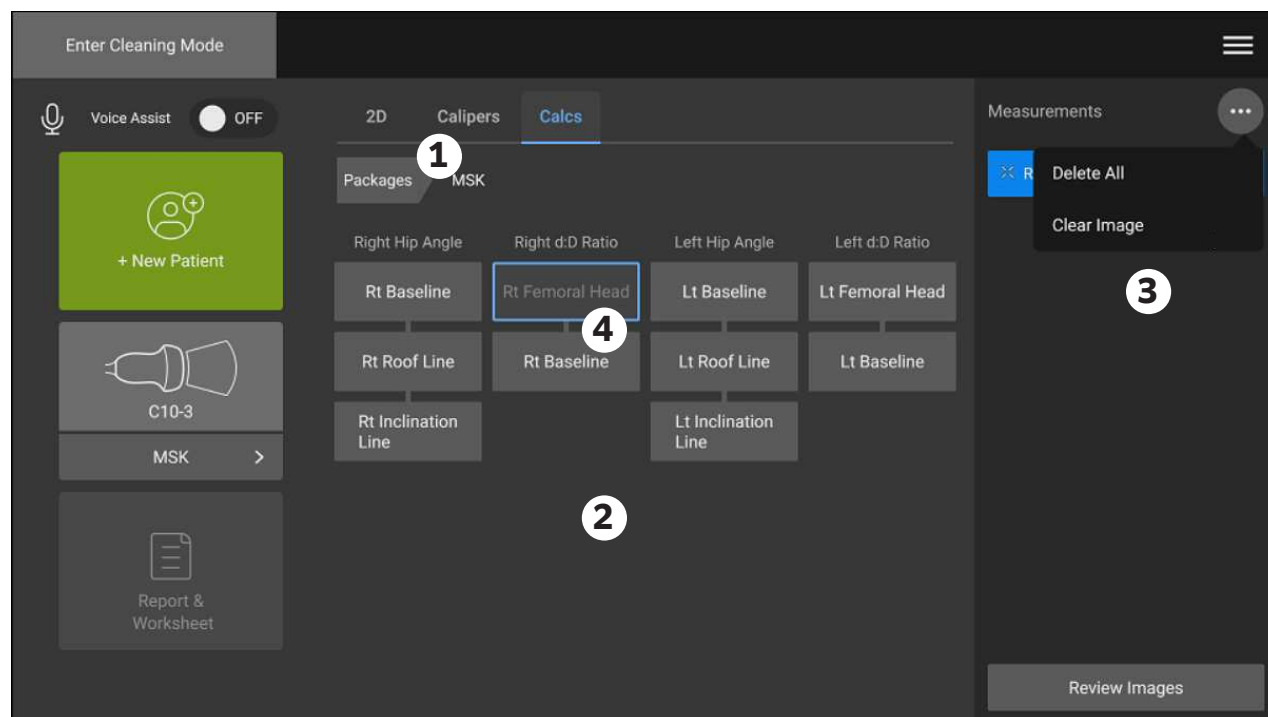 Enter Cleaning Mode
Voice Assist OFF
+ New Patient
C10-3
MSK >
Report &
Worksheet
2D Calipers Calcs
1
Packages MSK
Right Hip Angle Right d:D Ratio Left Hip Angle Left d:D Ratio
Rt Baseline Rt Femoral Head Lt Baseline Lt Femoral Head
4
Rt Roof Line Rt Baseline Lt Roof Line Lt Baseline
Rt Inclination
Line
Lt Inclination
Line
2
Measurements
R
Delete All
Clear Image
3
Review Images